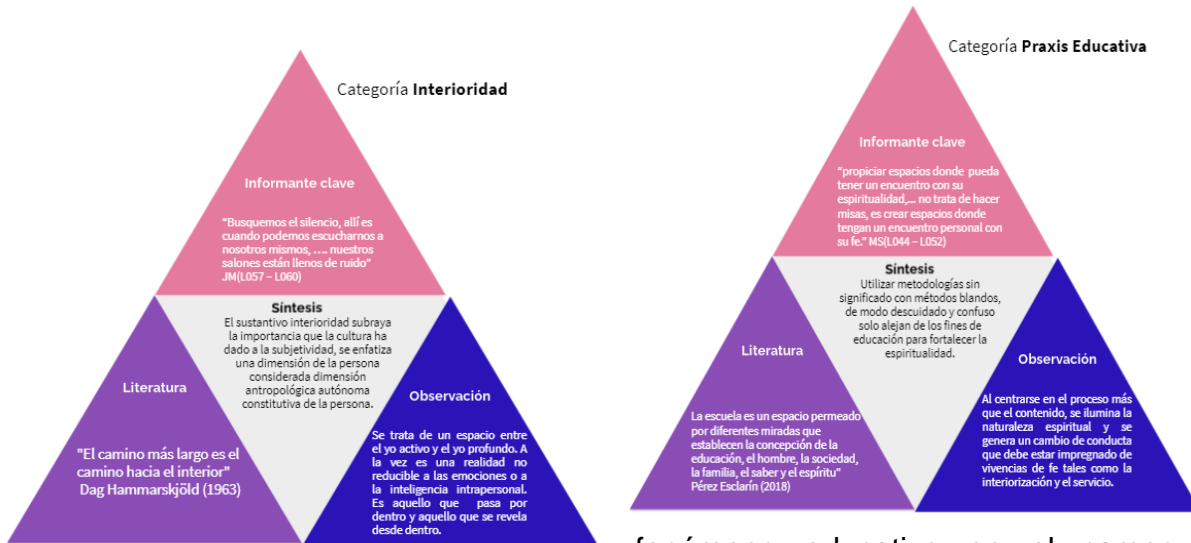 Categoría Interioridad
Informante clave
“Busquemos el silencio, allí es
cuando podemos escucharnos a
nosotros mismos, .... nuestros
salones están llenos de ruido”
JM(L057 – L060)
Síntesis
El sustantivo interioridad subraya
la importancia que la cultura ha
dado a la subjetividad, se enfatiza
una dimensión de la persona
considerada dimensión
antropológica autónoma
constitutiva de la persona.
Literatura
"El camino más largo es el
camino hacia el interior"
Dag Hammarskjöld (1963)
Observación
Se trata de un espacio entre
el yo activo y el yo profundo. A
la vez es una realidad no
reducible a las emociones o a
la inteligencia intrapersonal.
Es aquello que pasa por
dentro y aquello que se revela
desde dentro.
Categoría Praxis Educativa
Informante clave
“propiciar espacios donde pueda
tener un encuentro con su
espiritualidad,... no trata de hacer
misas, es crear espacios donde
tengan un encuentro personal con
su fe.” MS(L044 – L052)
Síntesis
Utilizar metodologías sin
significado con métodos blandos,
de modo descuidado y confuso
solo alejan de los fines de
educación para fortalecer la
espiritualidad.
Literatura
La escuela es un espacio permeado
por diferentes miradas que
establecen la concepción de la
educación, el hombre, la sociedad,
la familia, el saber y el espíritu”
Pérez Esclarín (2018)
Observación
Al centrarse en el proceso más
que el contenido, se ilumina la
naturaleza espiritual y se
genera un cambio de conducta
que debe estar impregnado de
vivencias de fe tales como la
interiorización y el servicio.